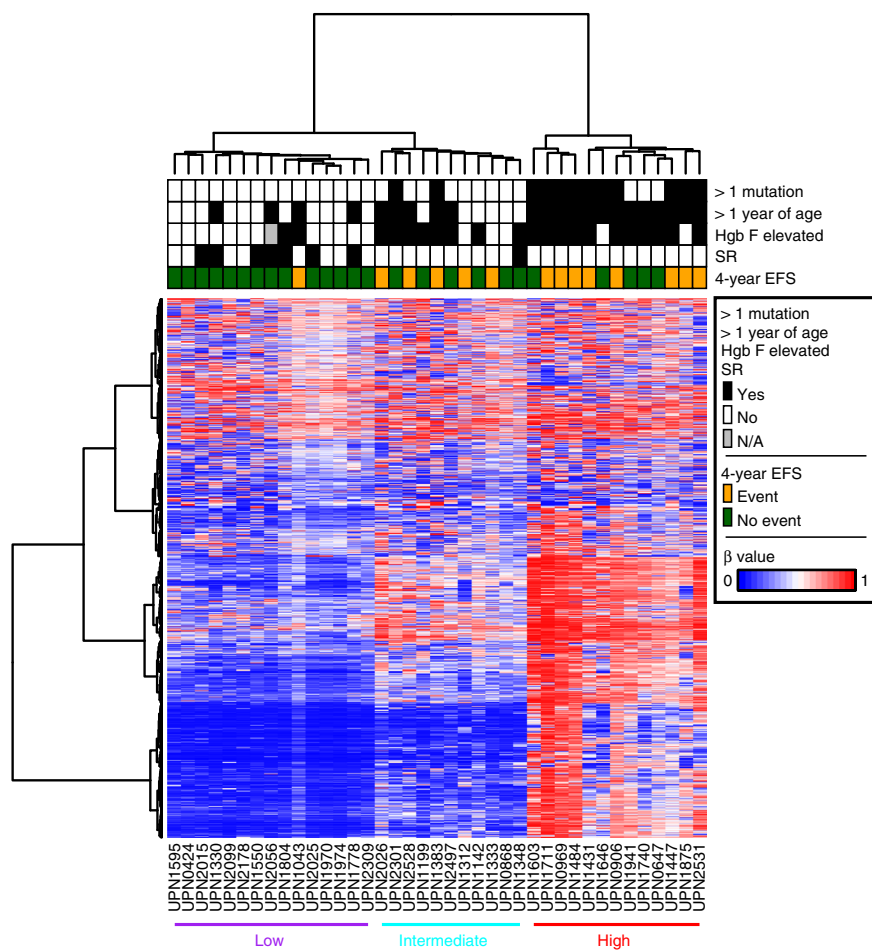 > 1 mutation
> 1 year of age
Hgb F elevated
SR
4-year EFS
> 1 mutation
> 1 year of age
Hgb F elevated
SR
Yes
No
N/A
4-year EFS
Event
No event
β value
0 1
UPN1595
UPN0424
UPN2015
UPN1330
UPN2099
UPN2178
UPN1550
UPN2056
UPN1804
UPN1043
UPN2025
UPN1970
UPN1974
UPN1778
UPN2309
UPN2026
UPN2301
UPN2528
UPN1199
UPN1383
UPN2497
UPN1312
UPN1142
UPN1333
UPN0868
UPN1348
UPN1603
UPN1711
UPN0969
UPN1484
UPN1431
UPN1646
UPN0906
UPN1941
UPN1740
UPN0647
UPN1447
UPN1875
UPN2531
Low
Intermediate
High